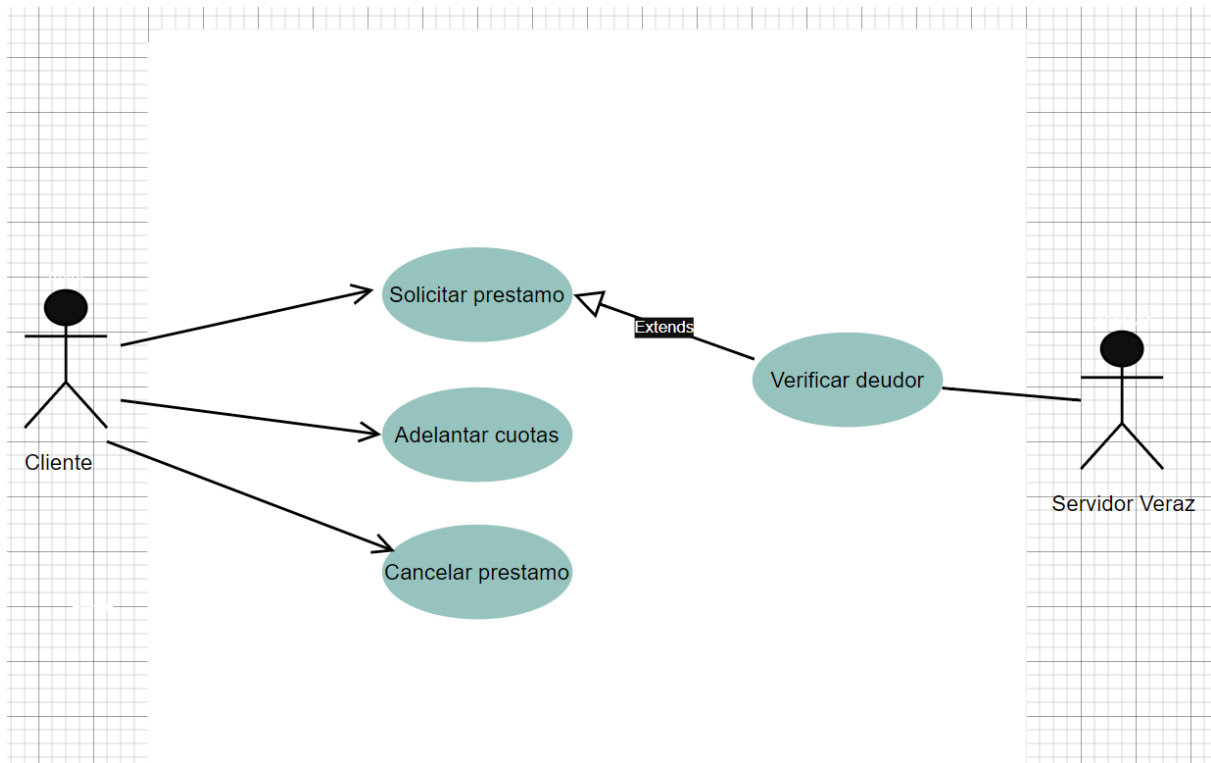 Solicitar prestamo
Extends
Verificar deudor
Adelantar cuotas
Cliente
Servidor Veraz
Cancelar prestamo